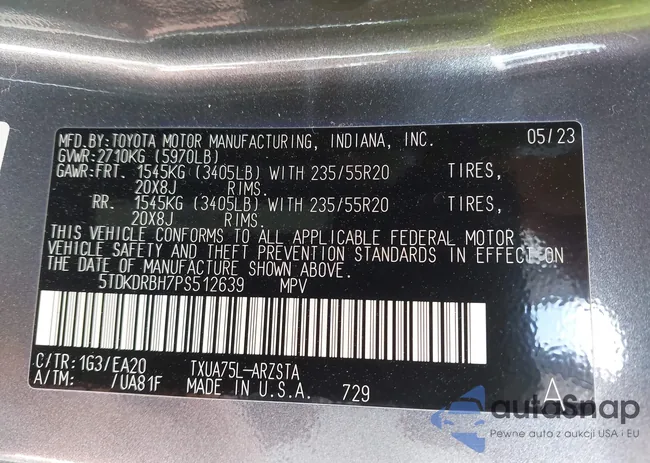 MFD.BY:TOYOTA MOTOR MANUFACTURING, INDIANA, INC. 05/23
GVWR:2710KG (5970LB)
GAWR:FRT. 1545KG (3405LB) WITH 235/55R20 TIRES,
20X8J RIMS.
RR. 1545KG (3405LB) WITH 235/55R20 TIRES,
20X8J RIMS.
THIS VEHICLE CONFORMS TO ALL APPLICABLE FEDERAL MOTOR
VEHICLE SAFETY AND THEFT PREVENTION STANDARDS IN EFFECT ON
THE DATE OF MANUFACTURE SHOWN ABOVE.
5TDKDRBH7PS512639 MPV
C/TR:1G3/EA20 TXUA75L-ARZSTA
A/TM: /UA81F MADE IN U.S.A. 729 A
autoSnap
Pewne auto z aukcji USA i EU